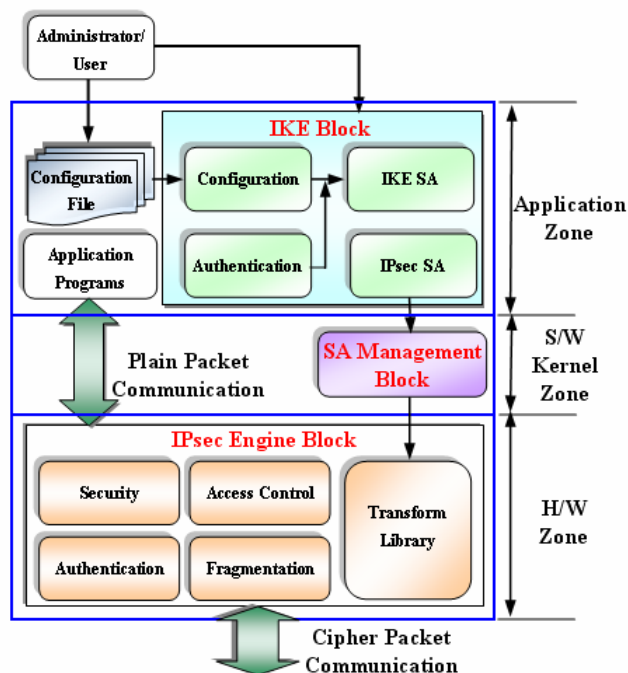 Administrator/
User
IKE Block
Configuration
File
Configuration
IKE SA
Application
Zone
Application
Programs
Authentication
IPsec SA
Plain Packet
Communication
SA Management
Block
S/W
Kernel
Zone
IPsec Engine Block
Security
Access Control
Transform
Library
H/W
Zone
Authentication
Fragmentation
Cipher Packet
Communication